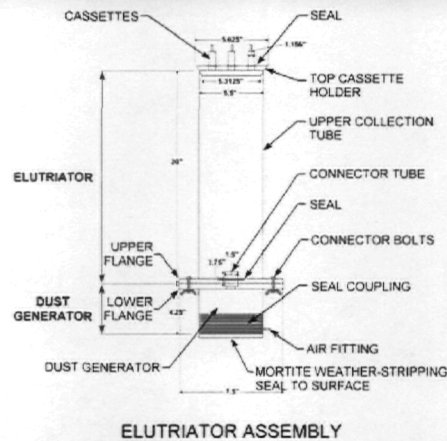 CASSETTES
SEAL
5.625"
1.156"
TOP CASSETTE
HOLDER
5.3125"
5.5"
UPPER COLLECTION
TUBE
26"
ELUTRIATOR
CONNECTOR TUBE
SEAL
1.5"
3.75"
UPPER
FLANGE
CONNECTOR BOLTS
DUST
GENERATOR
LOWER
FLANGE
SEAL COUPLING
4.25"
AIR FITTING
DUST GENERATOR
MORTITE WEATHER-STRIPPING
SEAL TO SURFACE
7.5"
ELUTRIATOR ASSEMBLY